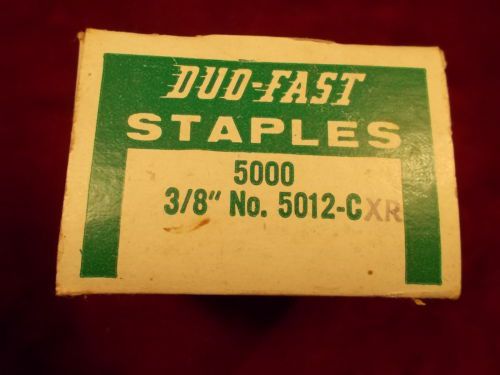 DUO-FAST
STAPLES
5000
3/8" No. 5012-CXR